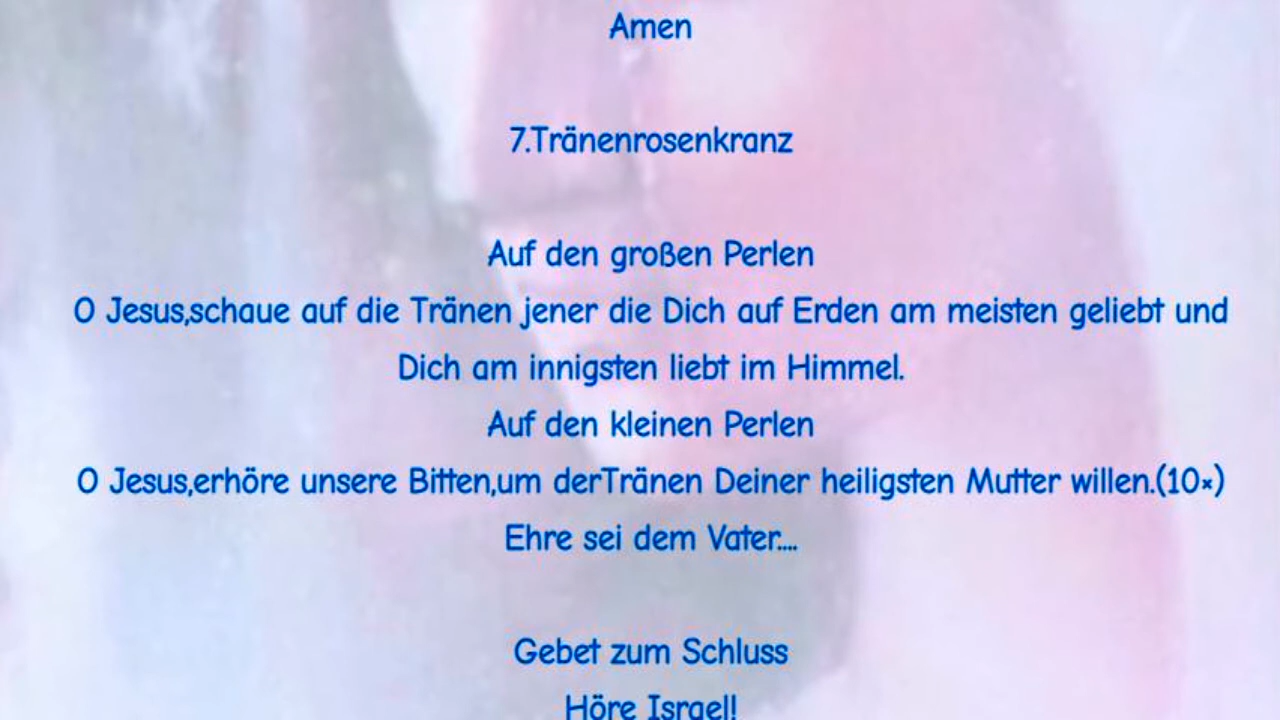 Amen
7.Tränenrosenkranz
Auf den großen Perlen
O Jesus,schaue auf die Tränen jener die Dich auf Erden am meisten geliebt und
Dich am innigsten liebt im Himmel.
Auf den kleinen Perlen
O Jesus,erhöre unsere Bitten,um derTränen Deiner heiligsten Mutter willen.(10×)
Ehre sei dem Vater....
Gebet zum Schluss
Höre Israel!